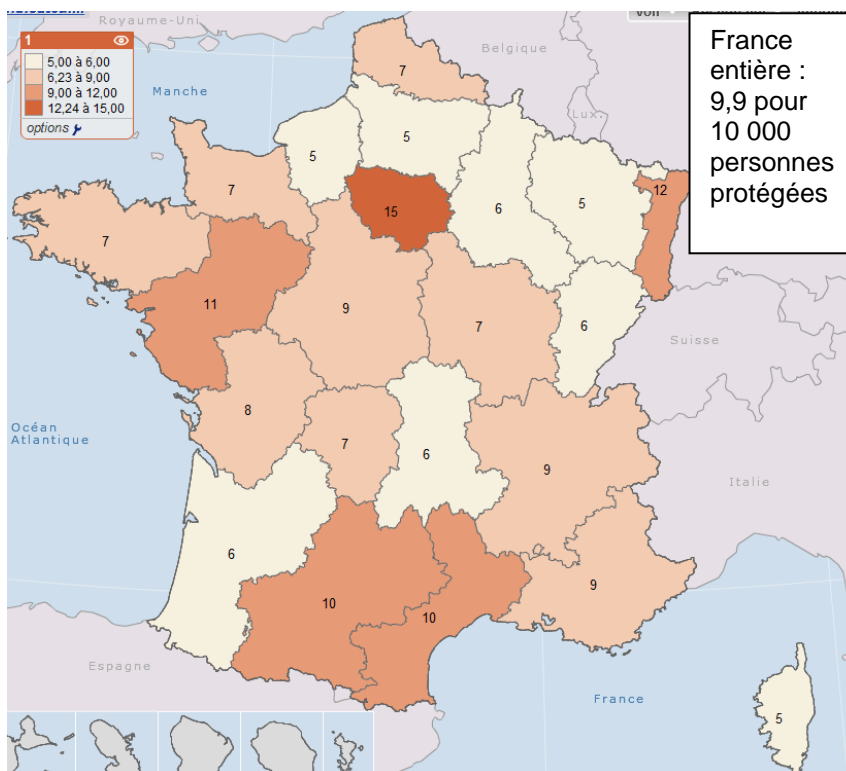 Royaume-Uni
Voir
1
5,00 à 6,00
6,23 à 9,00
9,00 à 12,00
12,24 à 15,00
options
France
entière :
9,9 pour
10 000
personnes
protégées
Belgique
Manche
Lux.
7
5
5
7
15
6
5
12
7
11
9
7
6
Suisse
8
7
6
9
Océan
Atlantique
Italie
6
10
10
9
Espagne
France
5